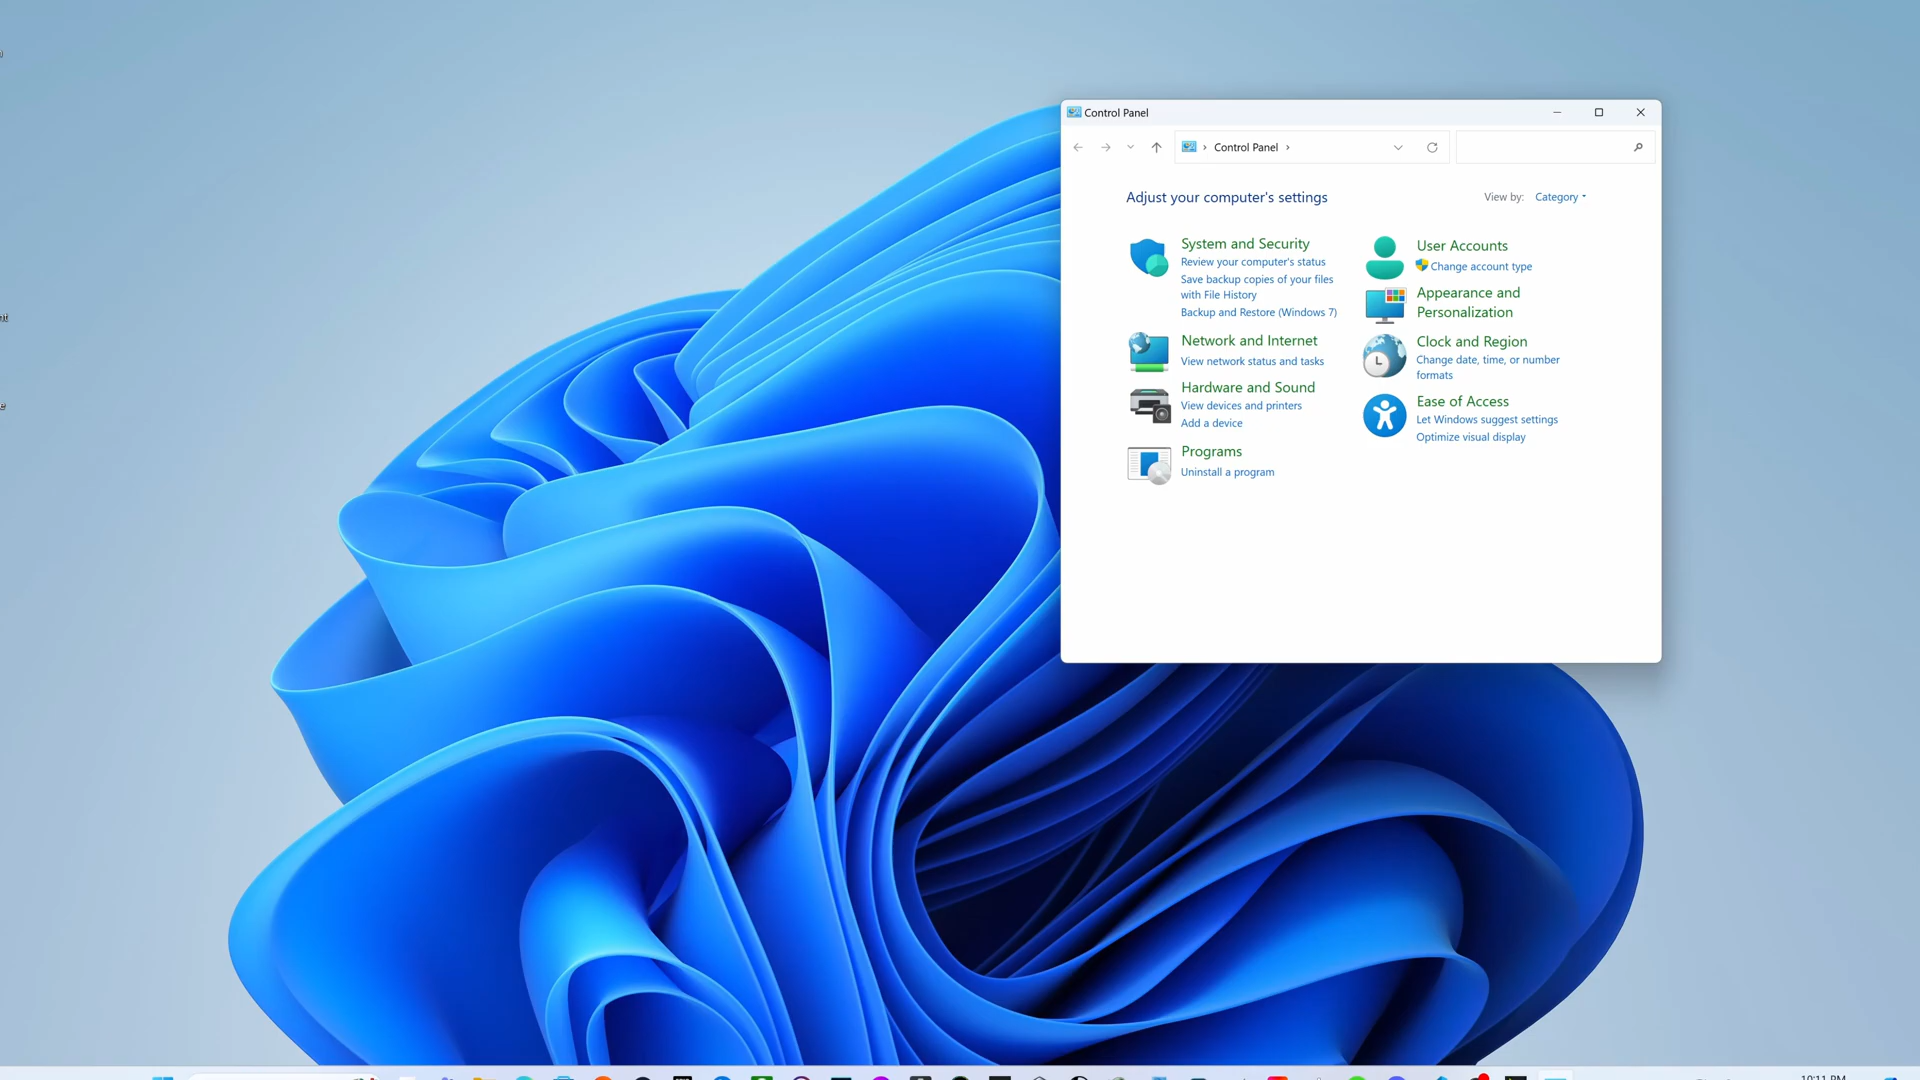 Control Panel
Control Panel
Adjust your computer's settings
View by: Category
System and Security
Review your computer's status
Save backup copies of your files
with File History
Backup and Restore (Windows 7)
Network and Internet
View network status and tasks
Hardware and Sound
View devices and printers
Add a device
Programs
Uninstall a program
User Accounts
Change account type
Appearance and
Personalization
Clock and Region
Change date, time, or number
formats
Ease of Access
Let Windows suggest settings
Optimize visual display
10:11 PM